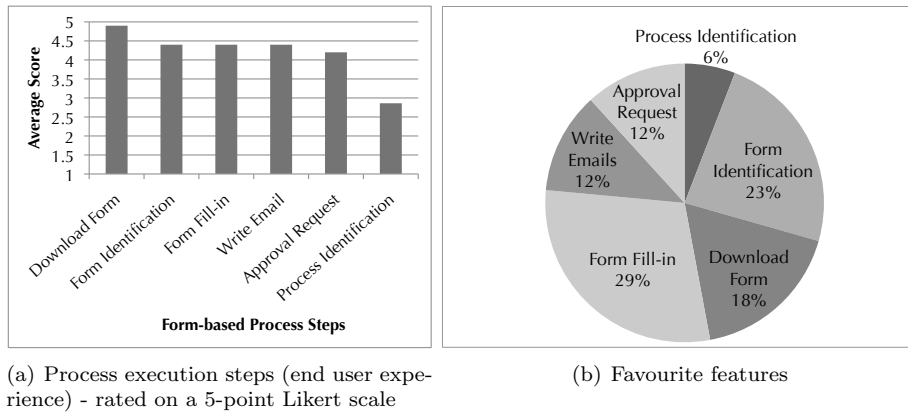 5
4.5
4
3.5
3
2.5
2
1.5
1
Average Score
Download Form
Form Identification
Form Fill-in
Write Email
Approval Request
Process Identification
Form-based Process Steps
(a) Process execution steps (end user expe-
rience) - rated on a 5-point Likert scale
Process Identification
6%
Form
Identification
23%
Download
Form
18%
Form Fill-in
29%
Write
Emails
12%
Approval
Request
12%
(b) Favourite features